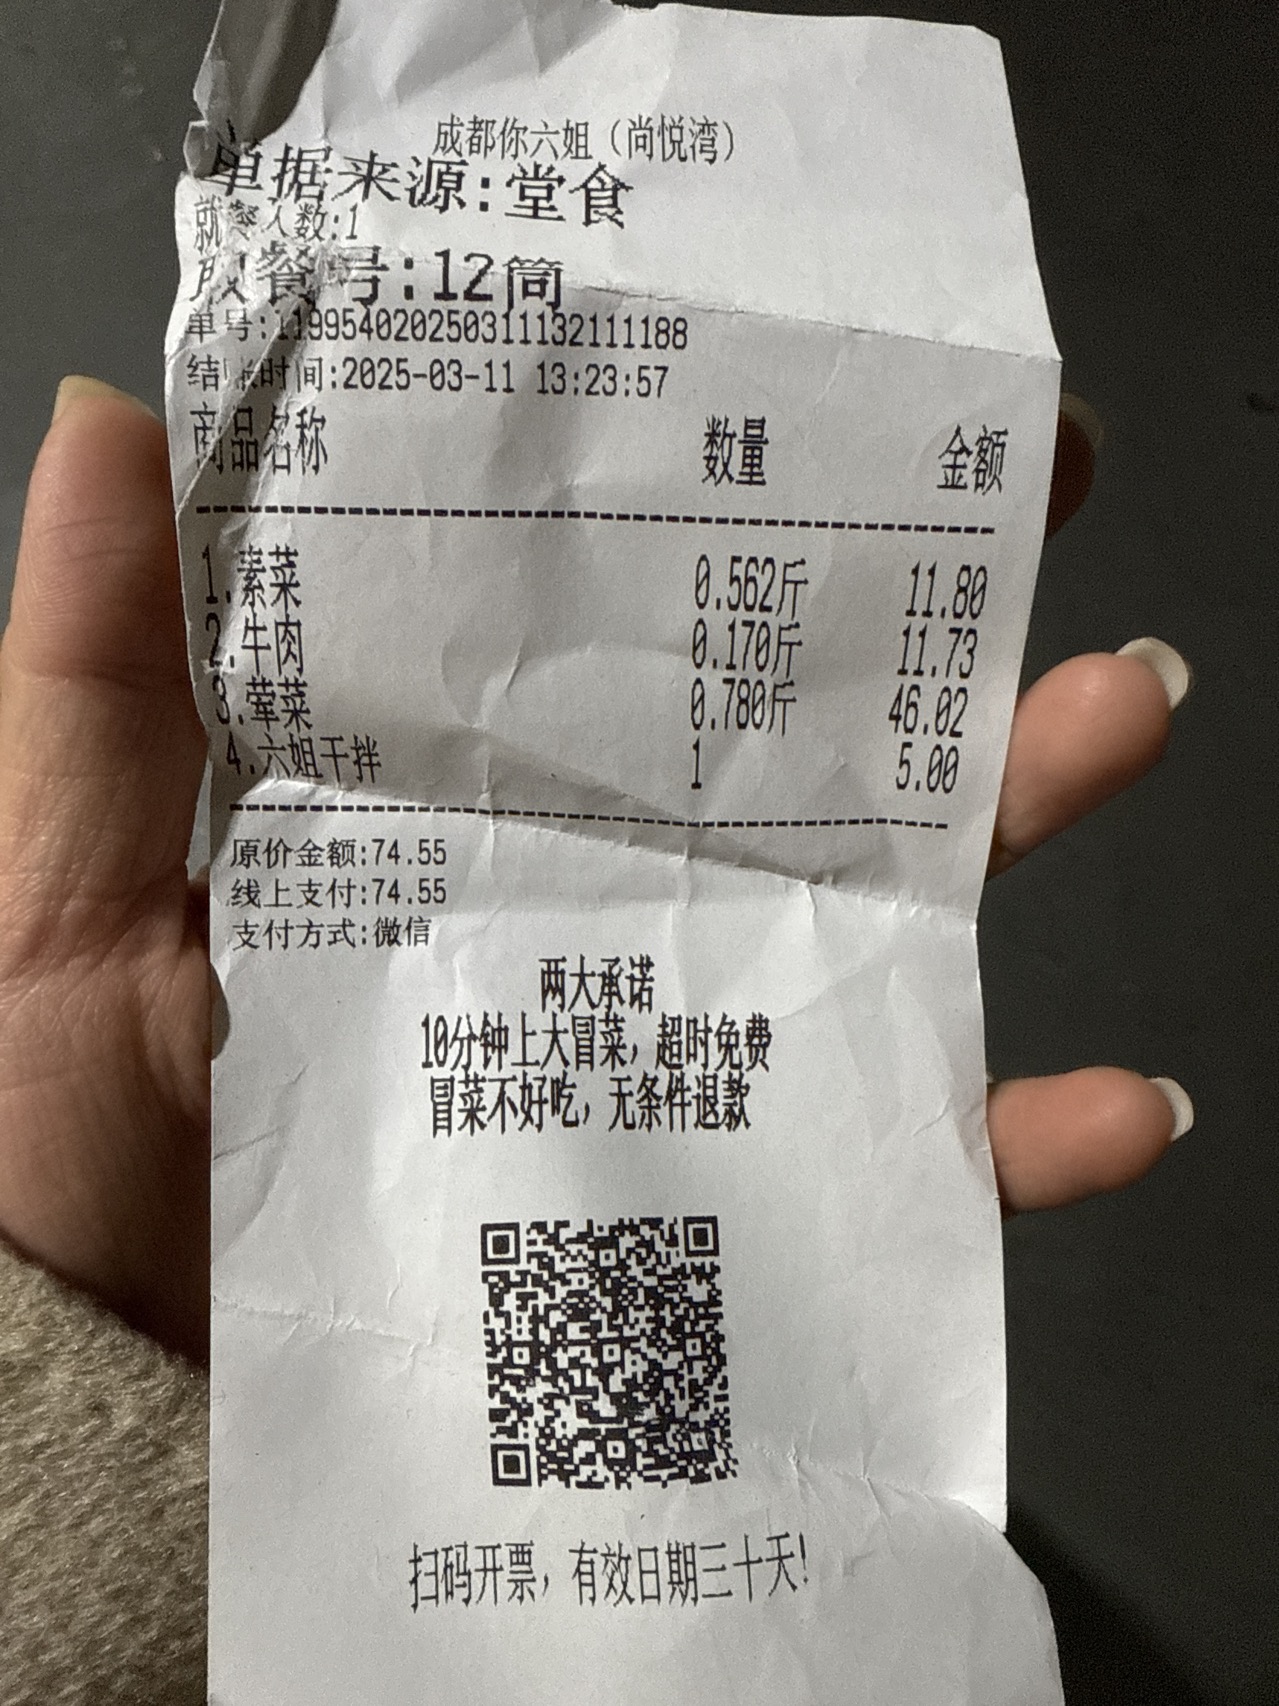 成都你六姐（尚悦湾）
单据来源:堂食
就餐人数:1
取餐号:12筒
单号:11995402025031113211188
结账时间:2025-03-11 13:23:57
商品名称 数量 金额
1.素菜 0.562斤 11.80
2.牛肉 0.170斤 11.73
3.荤菜 0.780斤 46.02
4.六姐干拌 1 5.00
原价金额:74.55
线上支付:74.55
支付方式:微信
两大承诺
10分钟上大冒菜，超时免费
冒菜不好吃，无条件退款
扫码开票，有效日期三十天!